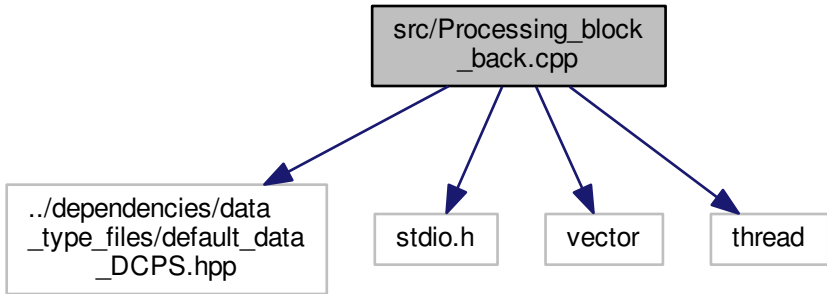 src/Processing_block
_back.cpp
../dependencies/data
_type_files/default_data
_DCPS.hpp
stdio.h
vector
thread